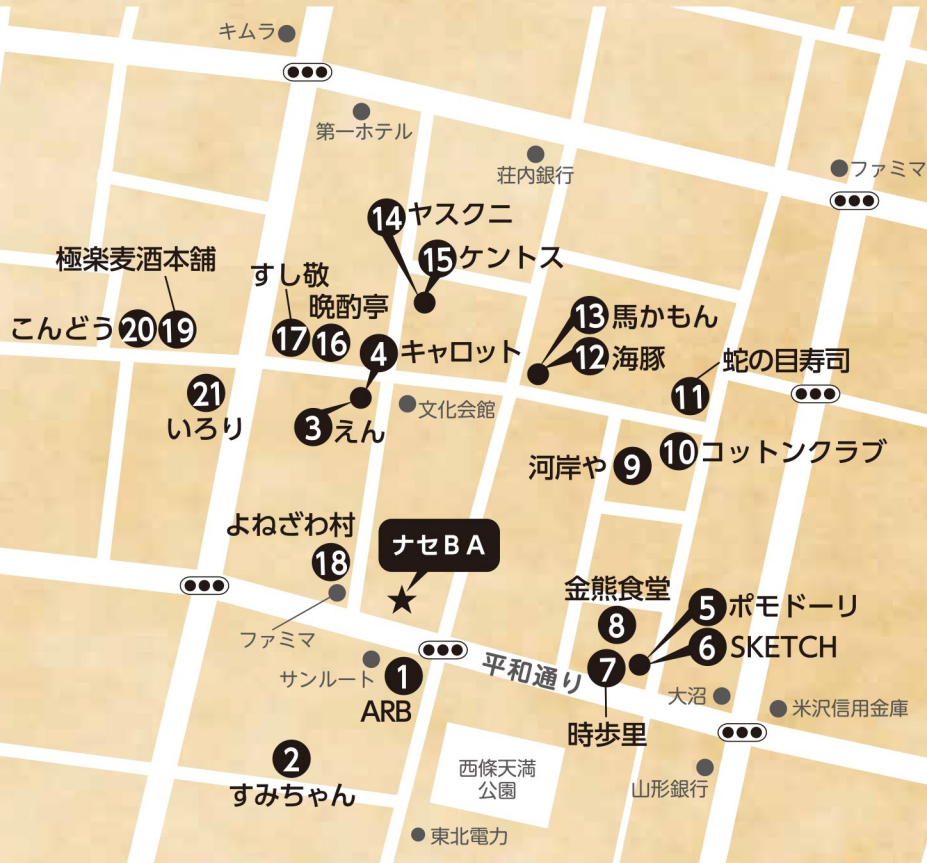 キムラ
第一ホテル
荘内銀行
ファミマ
14 ヤスクニ
15 ケントス
極楽麦酒本舗
すし敬
晩酌亭
こんどう 20 19
17 16
4 キャロット
13 馬かもん
12 海豚
蛇の目寿司
11
21
いろり
3 えん
文化会館
河岸や 9
10 コットンクラブ
よねざわ村
18
ナセBA
ファミマ
金熊食堂
8
5 ポモドーリ
6 SKETCH
7
時歩里
サンルート
1
ARB
平和通り
大沼
米沢信用金庫
2
すみちゃん
西條天満
公園
山形銀行
東北電力